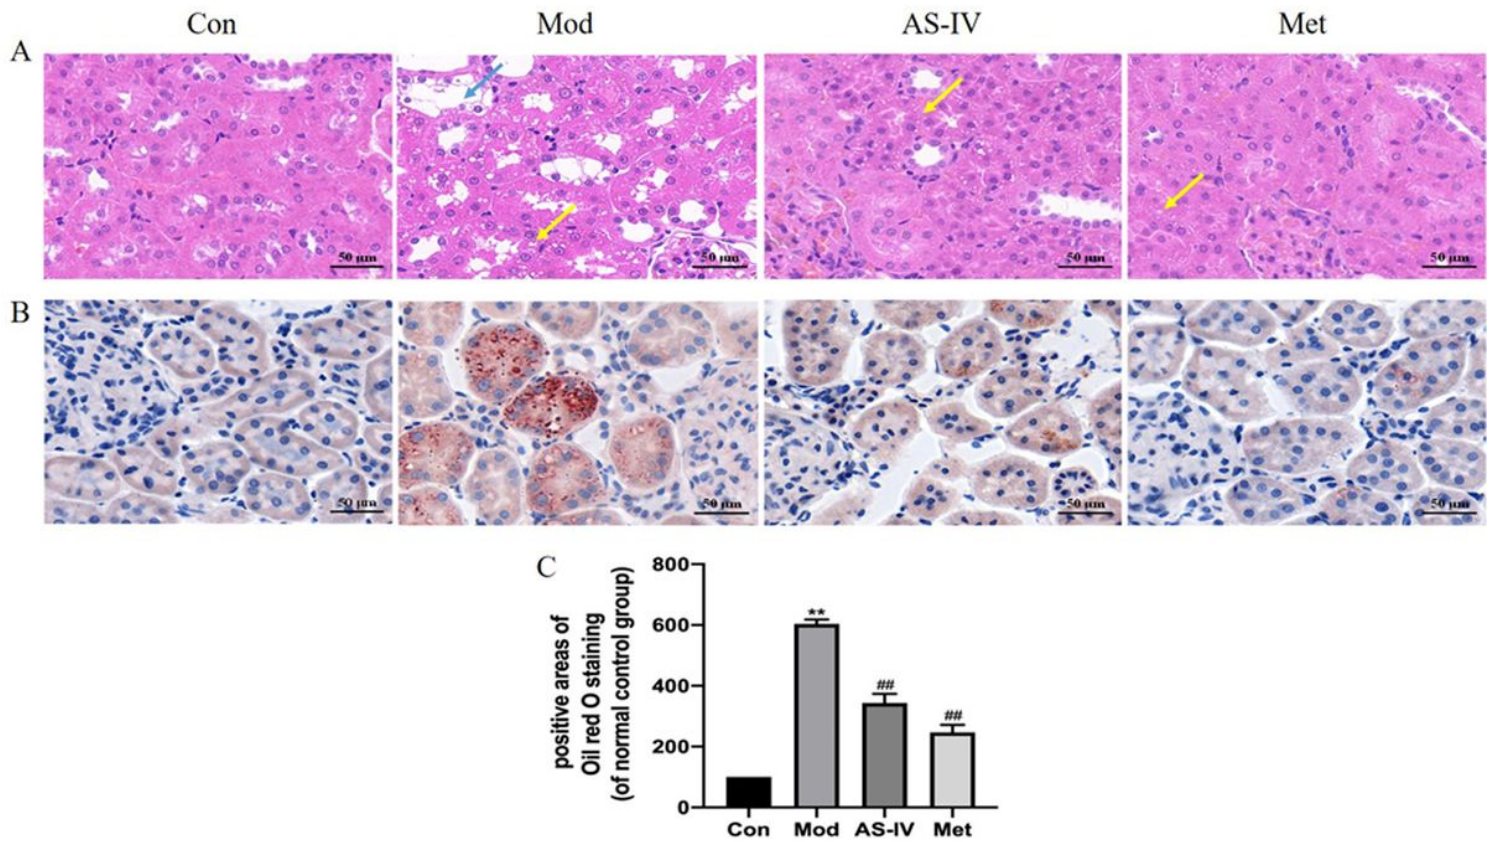 Con Mod AS-IV Met
A
50 μm 50 μm 50 μm 50 μm
B
50 μm 50 μm 50 μm 50 μm
C
positive areas of
Oil red O staining
(of normal control group)
800
600
400
200
0
**
##
##
Con Mod AS-IV Met